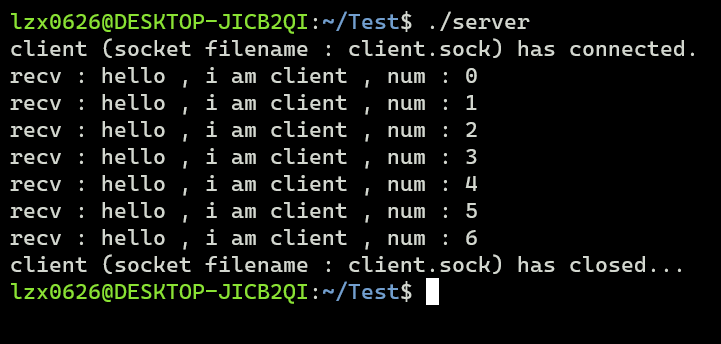 lzx0626@DESKTOP-JICB2QI:~/Test$ ./server
client (socket filename : client.sock) has connected.
recv : hello , i am client , num : 0
recv : hello , i am client , num : 1
recv : hello , i am client , num : 2
recv : hello , i am client , num : 3
recv : hello , i am client , num : 4
recv : hello , i am client , num : 5
recv : hello , i am client , num : 6
client (socket filename : client.sock) has closed...
lzx0626@DESKTOP-JICB2QI:~/Test$